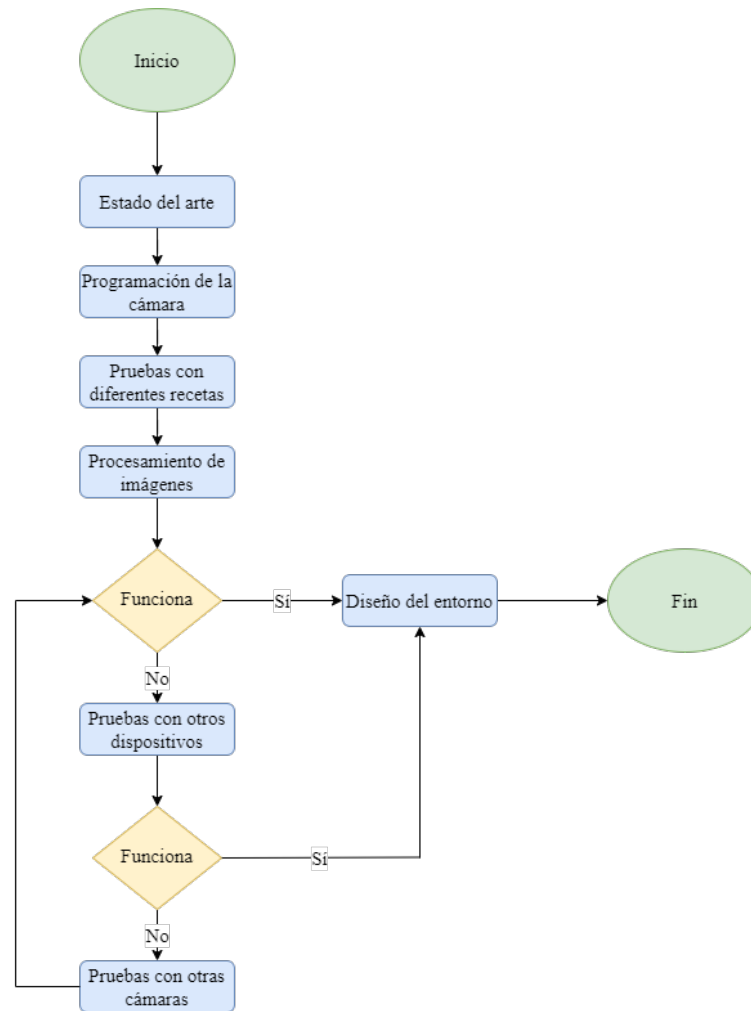 Inicio
Estado del arte
Programación de la
cámara
Pruebas con
diferentes recetas
Procesamiento de
imágenes
Funciona
Sí
Diseño del entorno
Fin
No
Pruebas con otros
dispositivos
Funciona
Sí
No
Pruebas con otras
cámaras